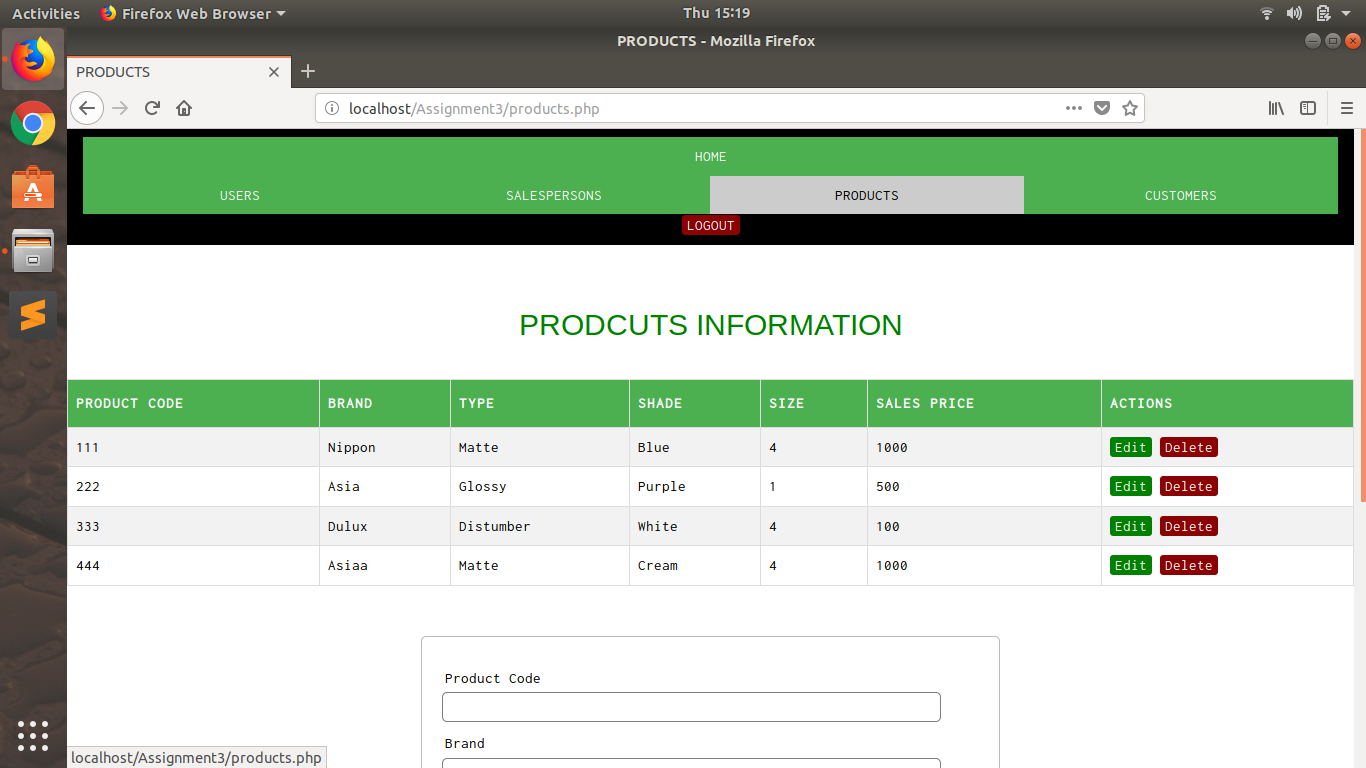 Activities Firefox Web Browser Thu 15:19
PRODUCTS - Mozilla Firefox
PRODUCTS
localhost/Assignment3/products.php
HOME
USERS SALESPERSONS PRODUCTS CUSTOMERS
LOGOUT
PRODCUTS INFORMATION
PRODUCT CODE BRAND TYPE SHADE SIZE SALES PRICE ACTIONS
111 Nippon Matte Blue 4 1000 Edit Delete
222 Asia Glossy Purple 1 500 Edit Delete
333 Dulux Distumber White 4 100 Edit Delete
444 Asiaa Matte Cream 4 1000 Edit Delete
Product Code
Brand
localhost/Assignment3/products.php